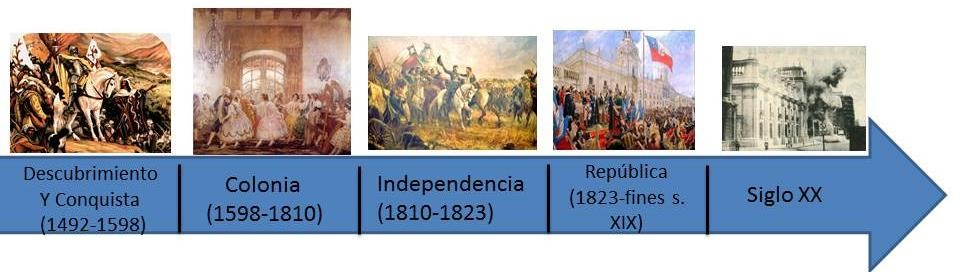 Descubrimiento
Y Conquista
(1492-1598)
Colonia
(1598-1810)
Independencia
(1810-1823)
República
(1823-fines s.
XIX)
Siglo XX